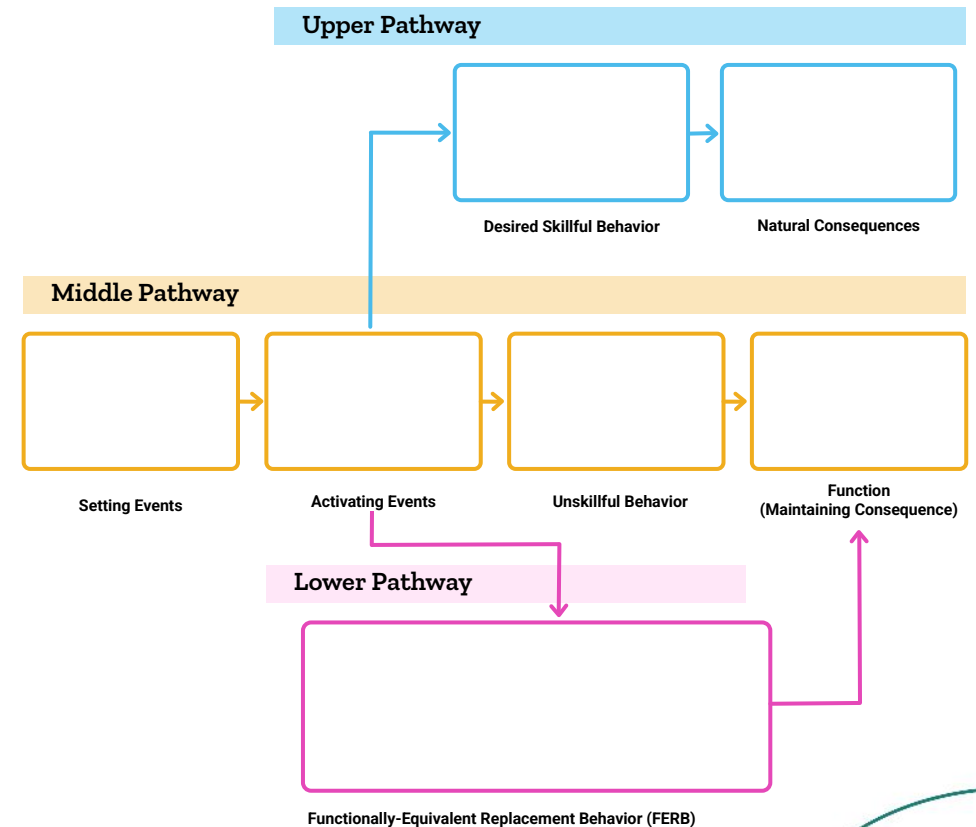 Upper Pathway
Desired Skillful Behavior
Natural Consequences
Middle Pathway
Setting Events
Activating Events
Unskillful Behavior
Function
(Maintaining Consequence)
Lower Pathway
Functionally-Equivalent Replacement Behavior (FERB)